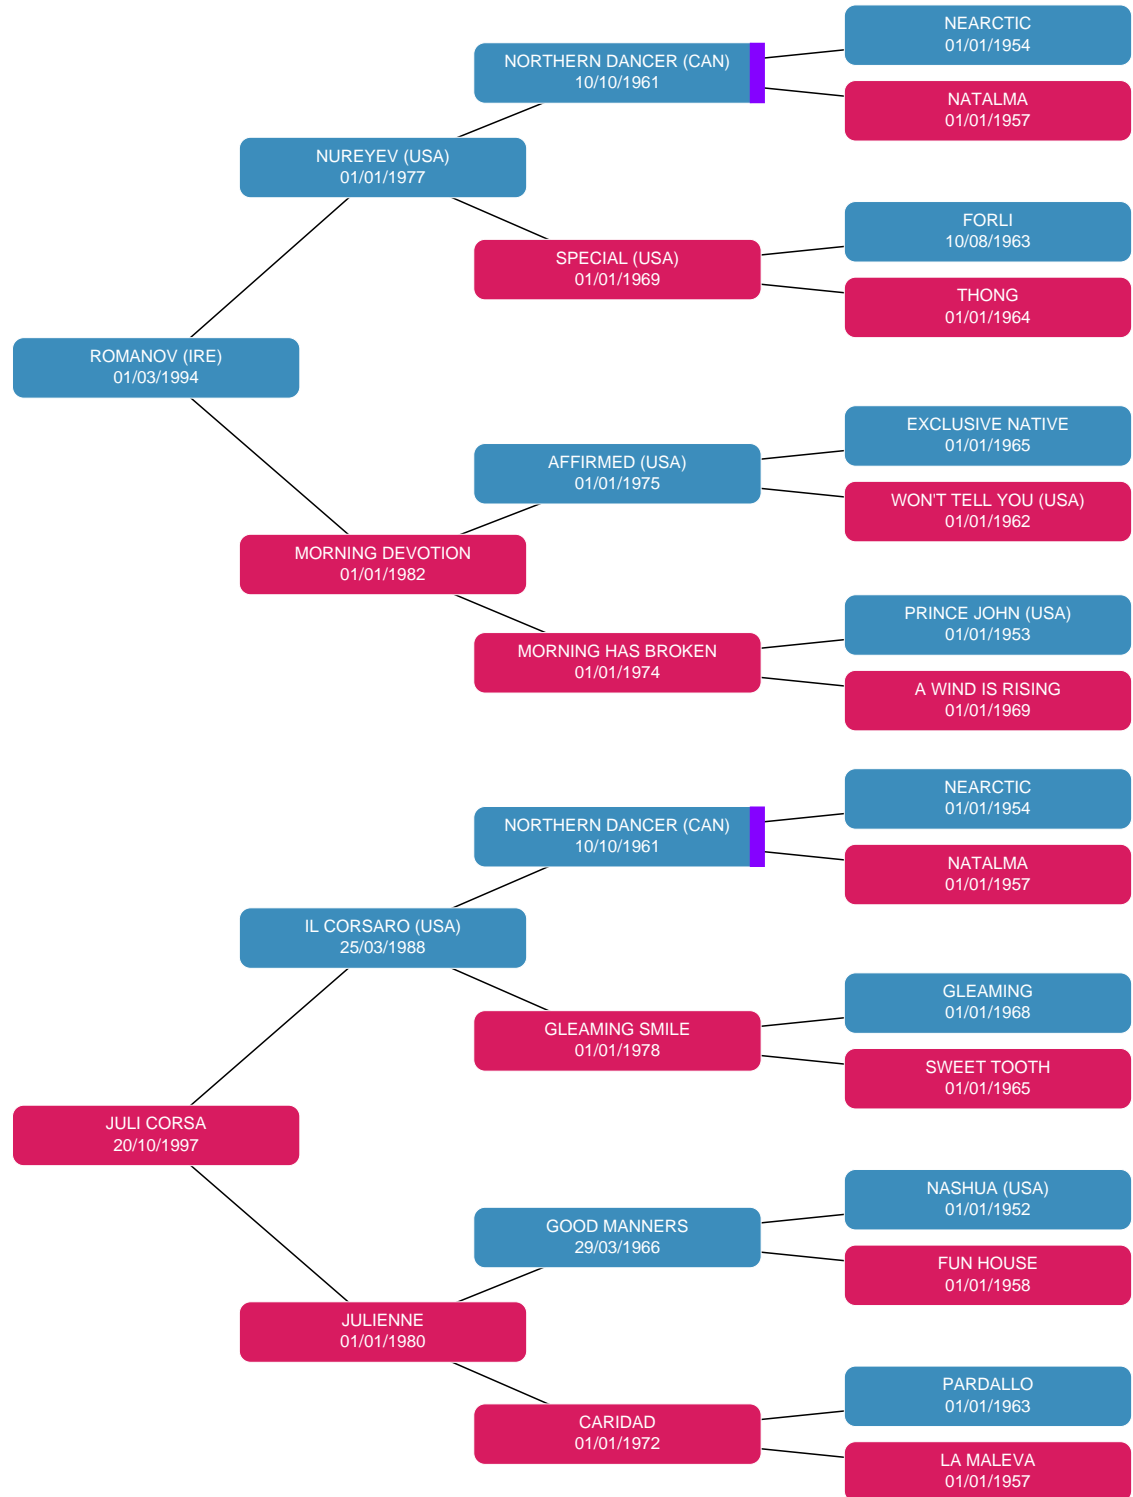 NEARCTIC
01/01/1954
NORTHERN DANCER (CAN)
10/10/1961
NATALMA
01/01/1957
NUREYEV (USA)
01/01/1977
FORLI
10/08/1963
SPECIAL (USA)
01/01/1969
THONG
01/01/1964
ROMANOV (IRE)
01/03/1994
EXCLUSIVE NATIVE
01/01/1965
AFFIRMED (USA)
01/01/1975
WON'T TELL YOU (USA)
01/01/1962
MORNING DEVOTION
01/01/1982
PRINCE JOHN (USA)
01/01/1953
MORNING HAS BROKEN
01/01/1974
A WIND IS RISING
01/01/1969
NEARCTIC
01/01/1954
NORTHERN DANCER (CAN)
10/10/1961
NATALMA
01/01/1957
IL CORSARO (USA)
25/03/1988
GLEAMING
01/01/1968
GLEAMING SMILE
01/01/1978
SWEET TOOTH
01/01/1965
JULI CORSA
20/10/1997
NASHUA (USA)
01/01/1952
GOOD MANNERS
29/03/1966
FUN HOUSE
01/01/1958
JULIENNE
01/01/1980
PARDALLO
01/01/1963
CARIDAD
01/01/1972
LA MALEVA
01/01/1957